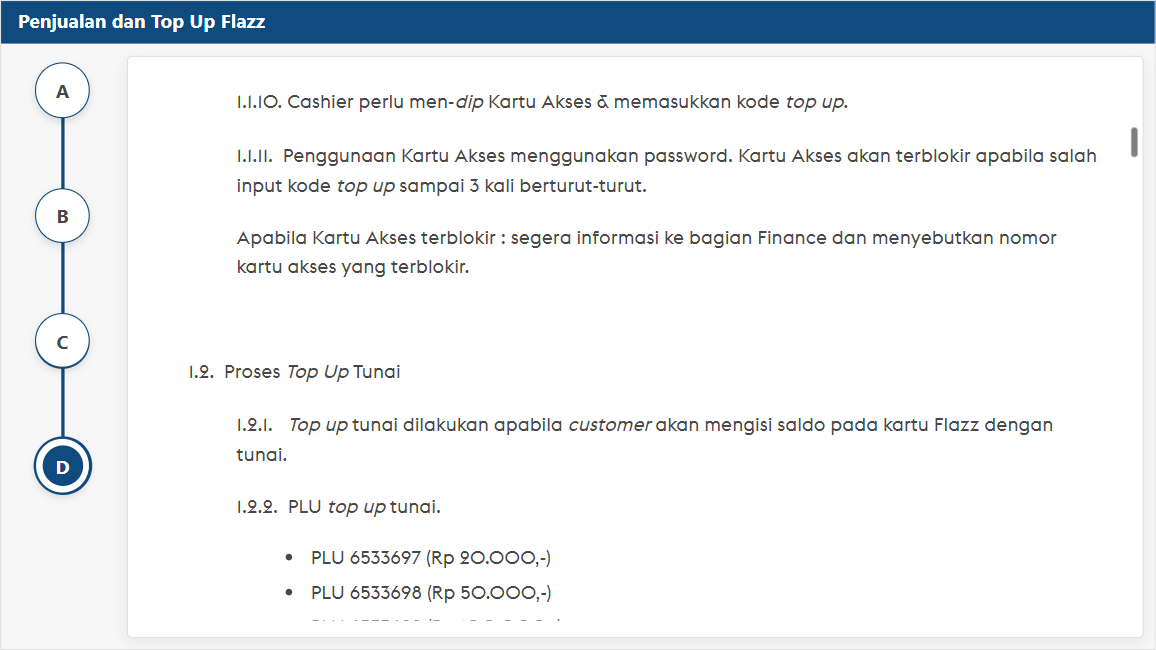 Penjualan dan Top Up Flazz
A
B
C
D
1.1.10. Cashier perlu men-dip Kartu Akses & memasukkan kode top up.
1.1.11. Penggunaan Kartu Akses menggunakan password. Kartu Akses akan terblokir apabila salah
input kode top up sampai 3 kali berturut-turut.
Apabila Kartu Akses terblokir : segera informasi ke bagian Finance dan menyebutkan nomor
kartu akses yang terblokir.
1.2. Proses Top Up Tunai
1.2.1. Top up tunai dilakukan apabila customer akan mengisi saldo pada kartu Flazz dengan
tunai.
1.2.2. PLU top up tunai.
• PLU 6533697 (Rp 20.000,-)
• PLU 6533698 (Rp 50.000,-)